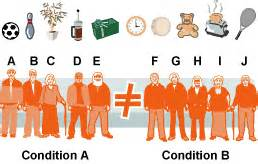 A B C D E F G H I J
≠
Condition A Condition B